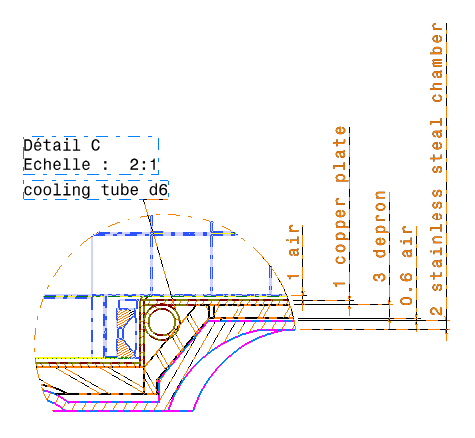 Détail C
Echelle : 2:1
cooling tube d6
1 air
1 copper plate
3 depron
0.6 air
2 stainless steal chamber